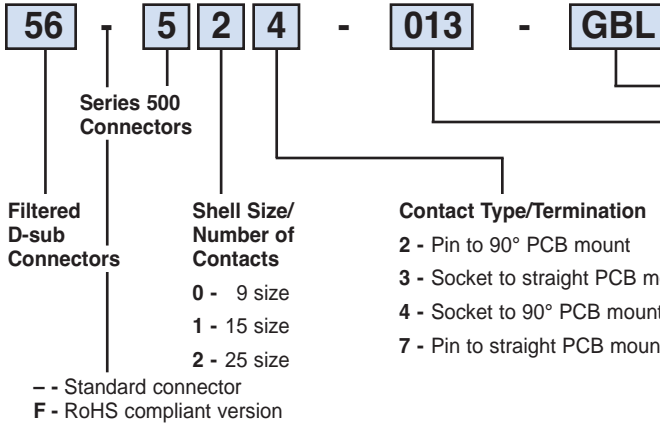 56 - 5 2 4 - 013 - GBL
Series 500
Connectors
Filtered
D-sub
Connectors
Shell Size/
Number of
Contacts
0 - 9 size
1 - 15 size
2 - 25 size
Contact Type/Termination
2 - Pin to 90° PCB mount
3 - Socket to straight PCB
4 - Socket to 90° PCB mount
7 - Pin to straight PCB moun
– - Standard connector
F - RoHS compliant version